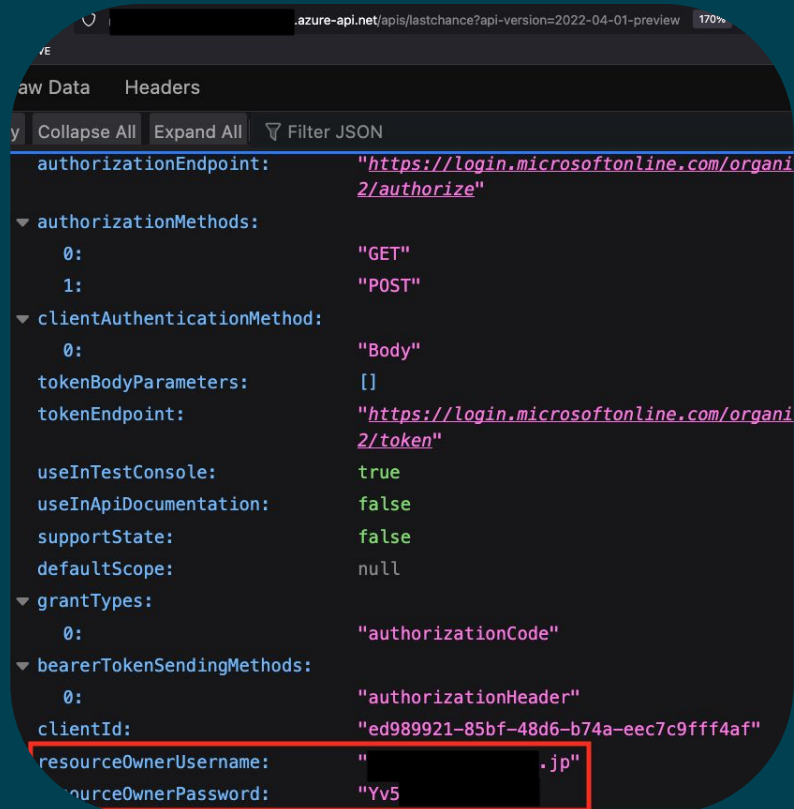 .azure-api.net/apis/lastchance?api-version=2022-04-01-preview 170%
VE
aw Data Headers
y Collapse All Expand All Filter JSON
authorizationEndpoint: "https://login.microsoftonline.com/organi
2/authorize"
authorizationMethods:
0: "GET"
1: "POST"
clientAuthenticationMethod:
0: "Body"
tokenBodyParameters: []
tokenEndpoint: "https://login.microsoftonline.com/organi
2/token"
useInTestConsole: true
useInApiDocumentation: false
supportState: false
defaultScope: null
grantTypes:
0: "authorizationCode"
bearerTokenSendingMethods:
0: "authorizationHeader"
clientId: "ed989921-85bf-48d6-b74a-eec7c9fff4af"
resourceOwnerUsername: " .jp"
ourceOwnerPassword: "Yv5